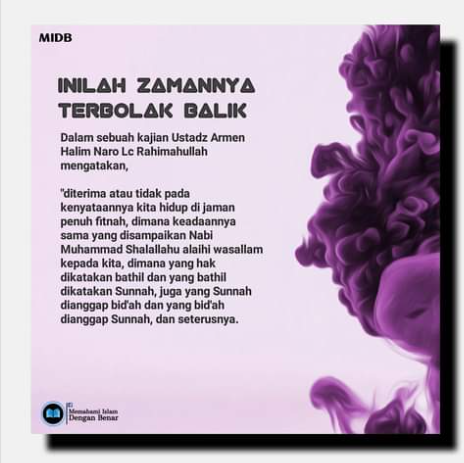 MIDB
INILAH ZAMANNYA
TERBOLAK BALIK
Dalam sebuah kajian Ustadz Armen
Halim Naro Lc Rahimahullah
mengatakan,
"diterima atau tidak pada
kenyataannya kita hidup di jaman
penuh fitnah, dimana keadaannya
sama yang disampaikan Nabi
Muhammad Shalallahu alaihi wasallam
kepada kita, dimana yang hak
dikatakan bathil dan yang bathil
dikatakan Sunnah, juga yang Sunnah
dianggap bid'ah dan yang bid'ah
dianggap Sunnah, dan seterusnya.
Memahami Islam
Dengan Benar